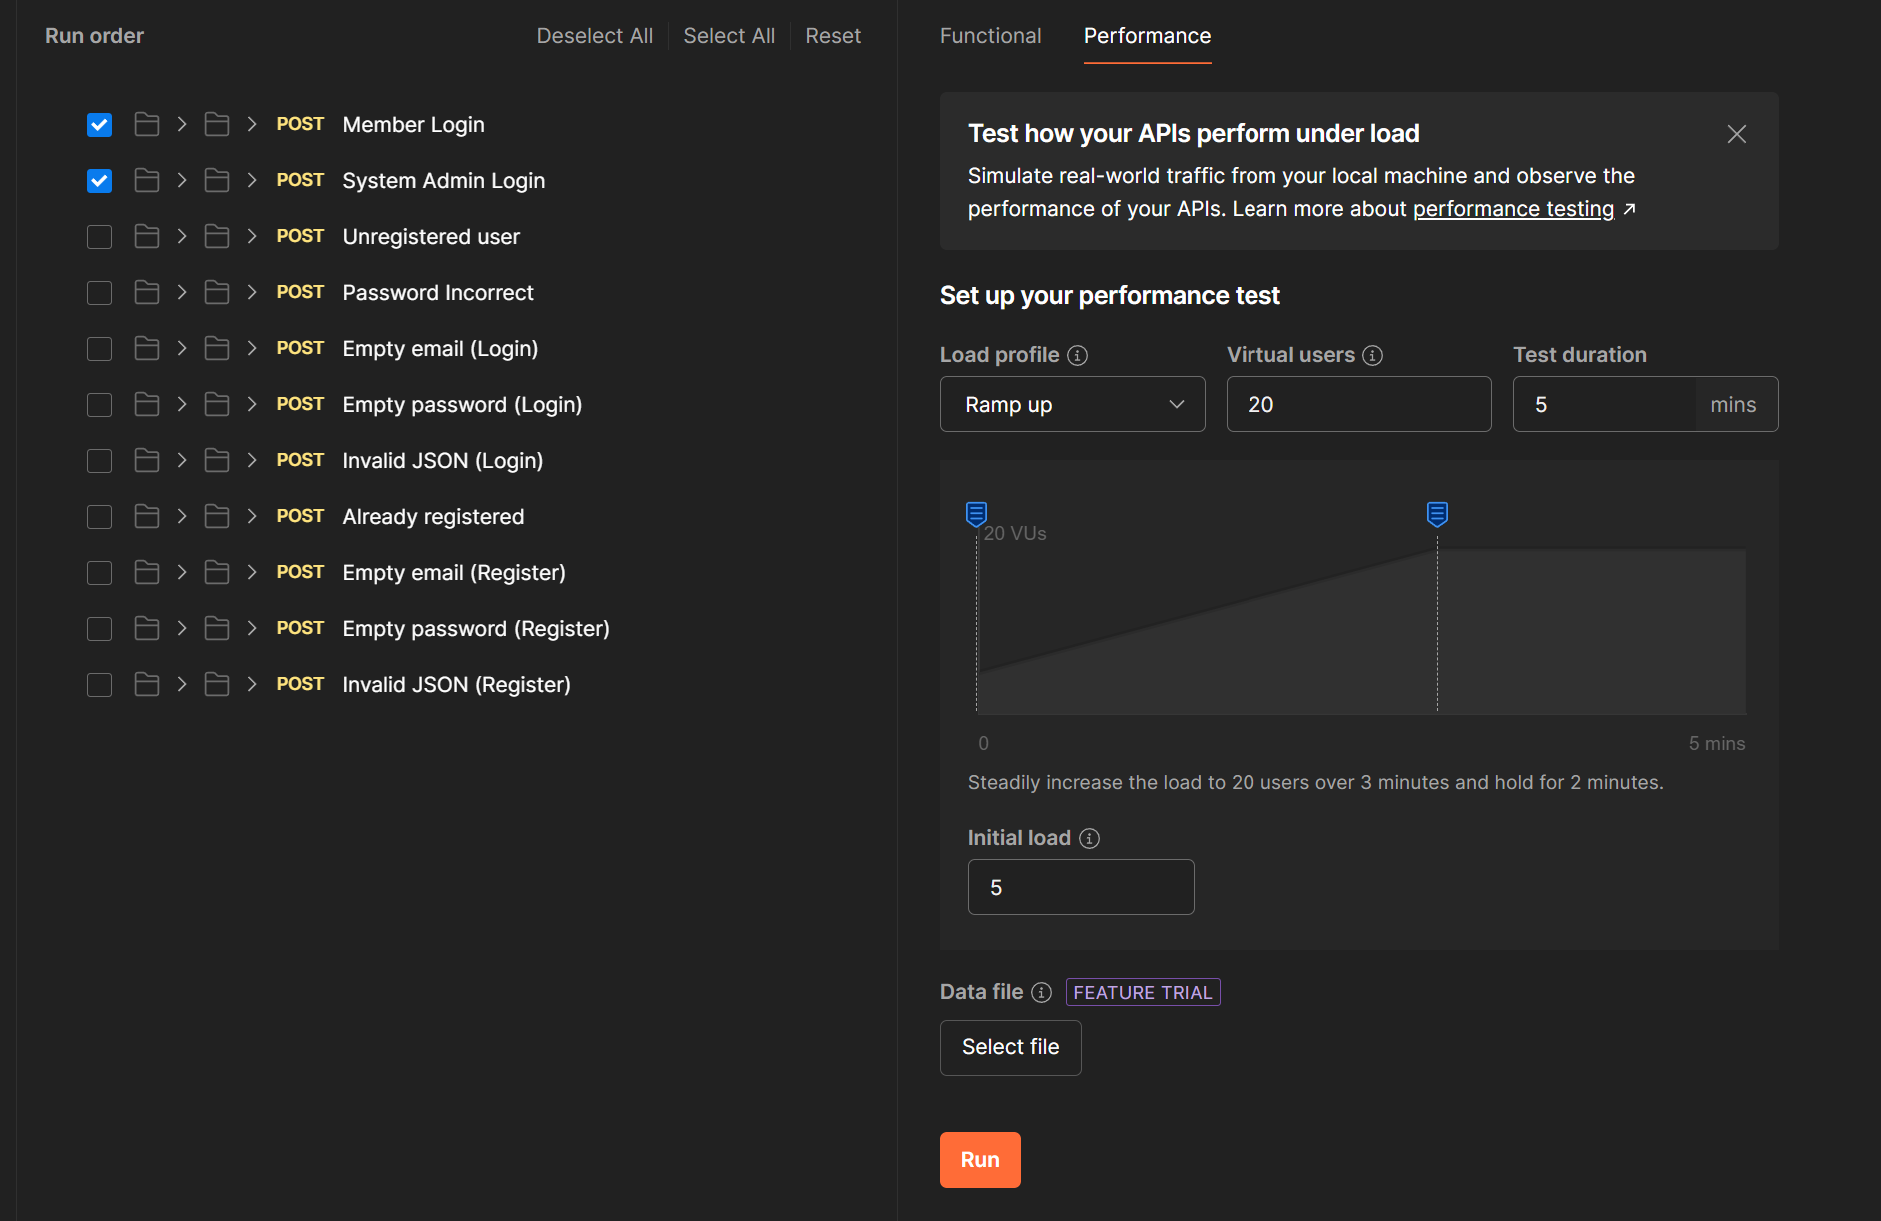 Run order
Deselect All
Select All
Reset
POST Member Login
POST System Admin Login
POST Unregistered user
POST Password Incorrect
POST Empty email (Login)
POST Empty password (Login)
POST Invalid JSON (Login)
POST Already registered
POST Empty email (Register)
POST Empty password (Register)
POST Invalid JSON (Register)
Functional
Performance
Test how your APIs perform under load
Simulate real-world traffic from your local machine and observe the
performance of your APIs. Learn more about performance testing ↗
Set up your performance test
Load profile
Virtual users
Test duration
Ramp up
20
5 mins
20 VUs
0
5 mins
Steadily increase the load to 20 users over 3 minutes and hold for 2 minutes.
Initial load
5
Data file
FEATURE TRIAL
Select file
Run